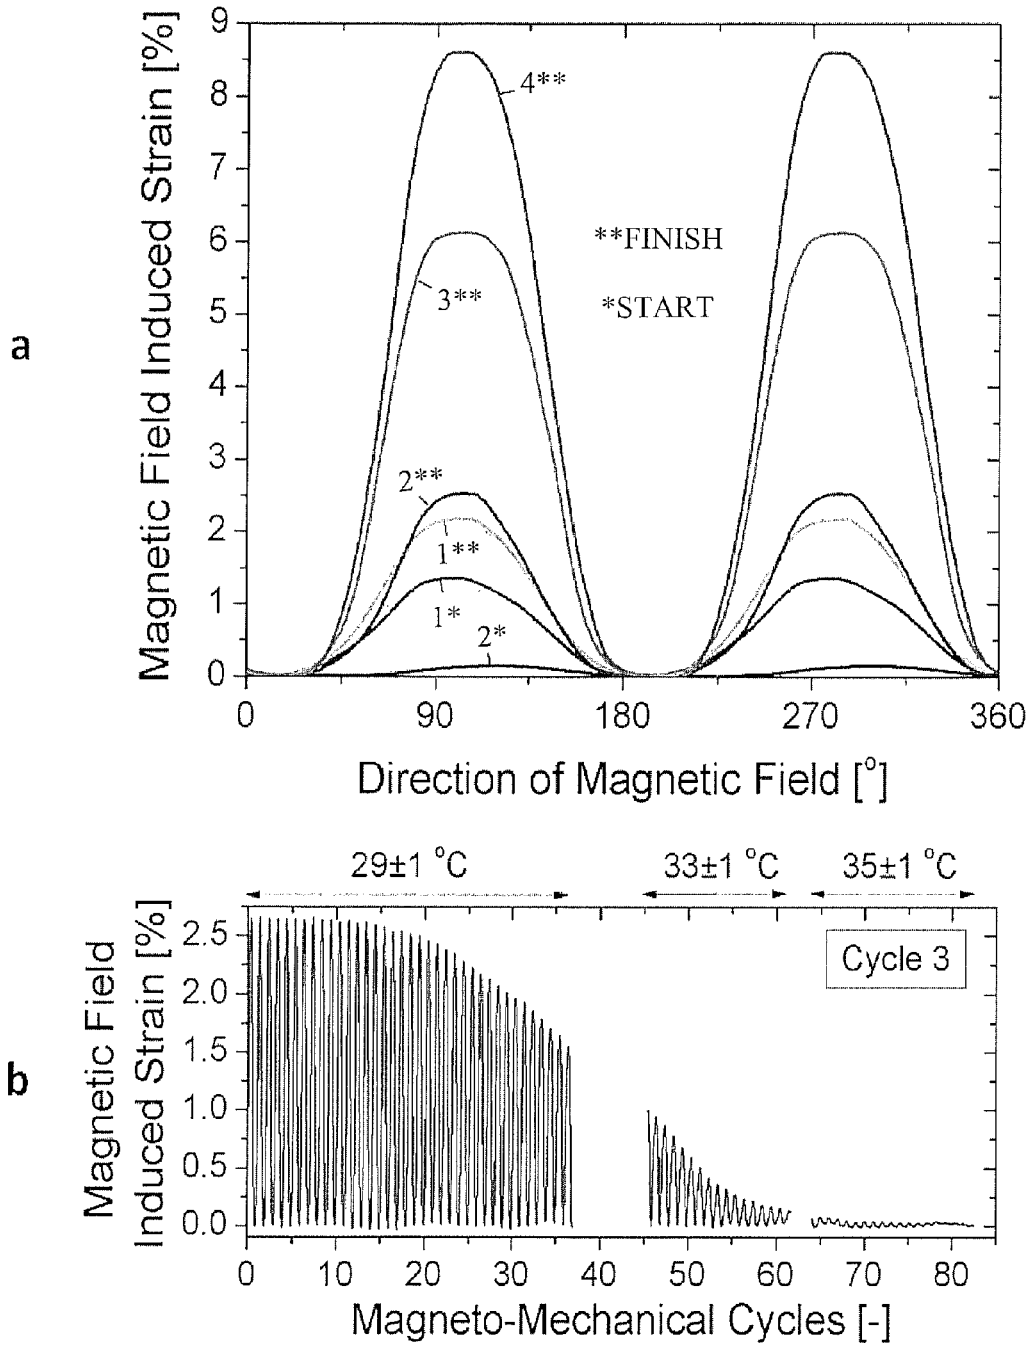 a
Magnetic Field Induced Strain [%]
9
8
7
6
5
4
3
2
1
0
4**
**FINISH
3**
*START
2**
1**
1*
2*
0 90 180 270 360
Direction of Magnetic Field [°]
b
29±1 °C 33±1 °C 35±1 °C
Magnetic Field
Induced Strain [%]
2.5
2.0
1.5
1.0
0.5
0.0
Cycle 3
0 10 20 30 40 50 60 70 80
Magneto-Mechanical Cycles [-]